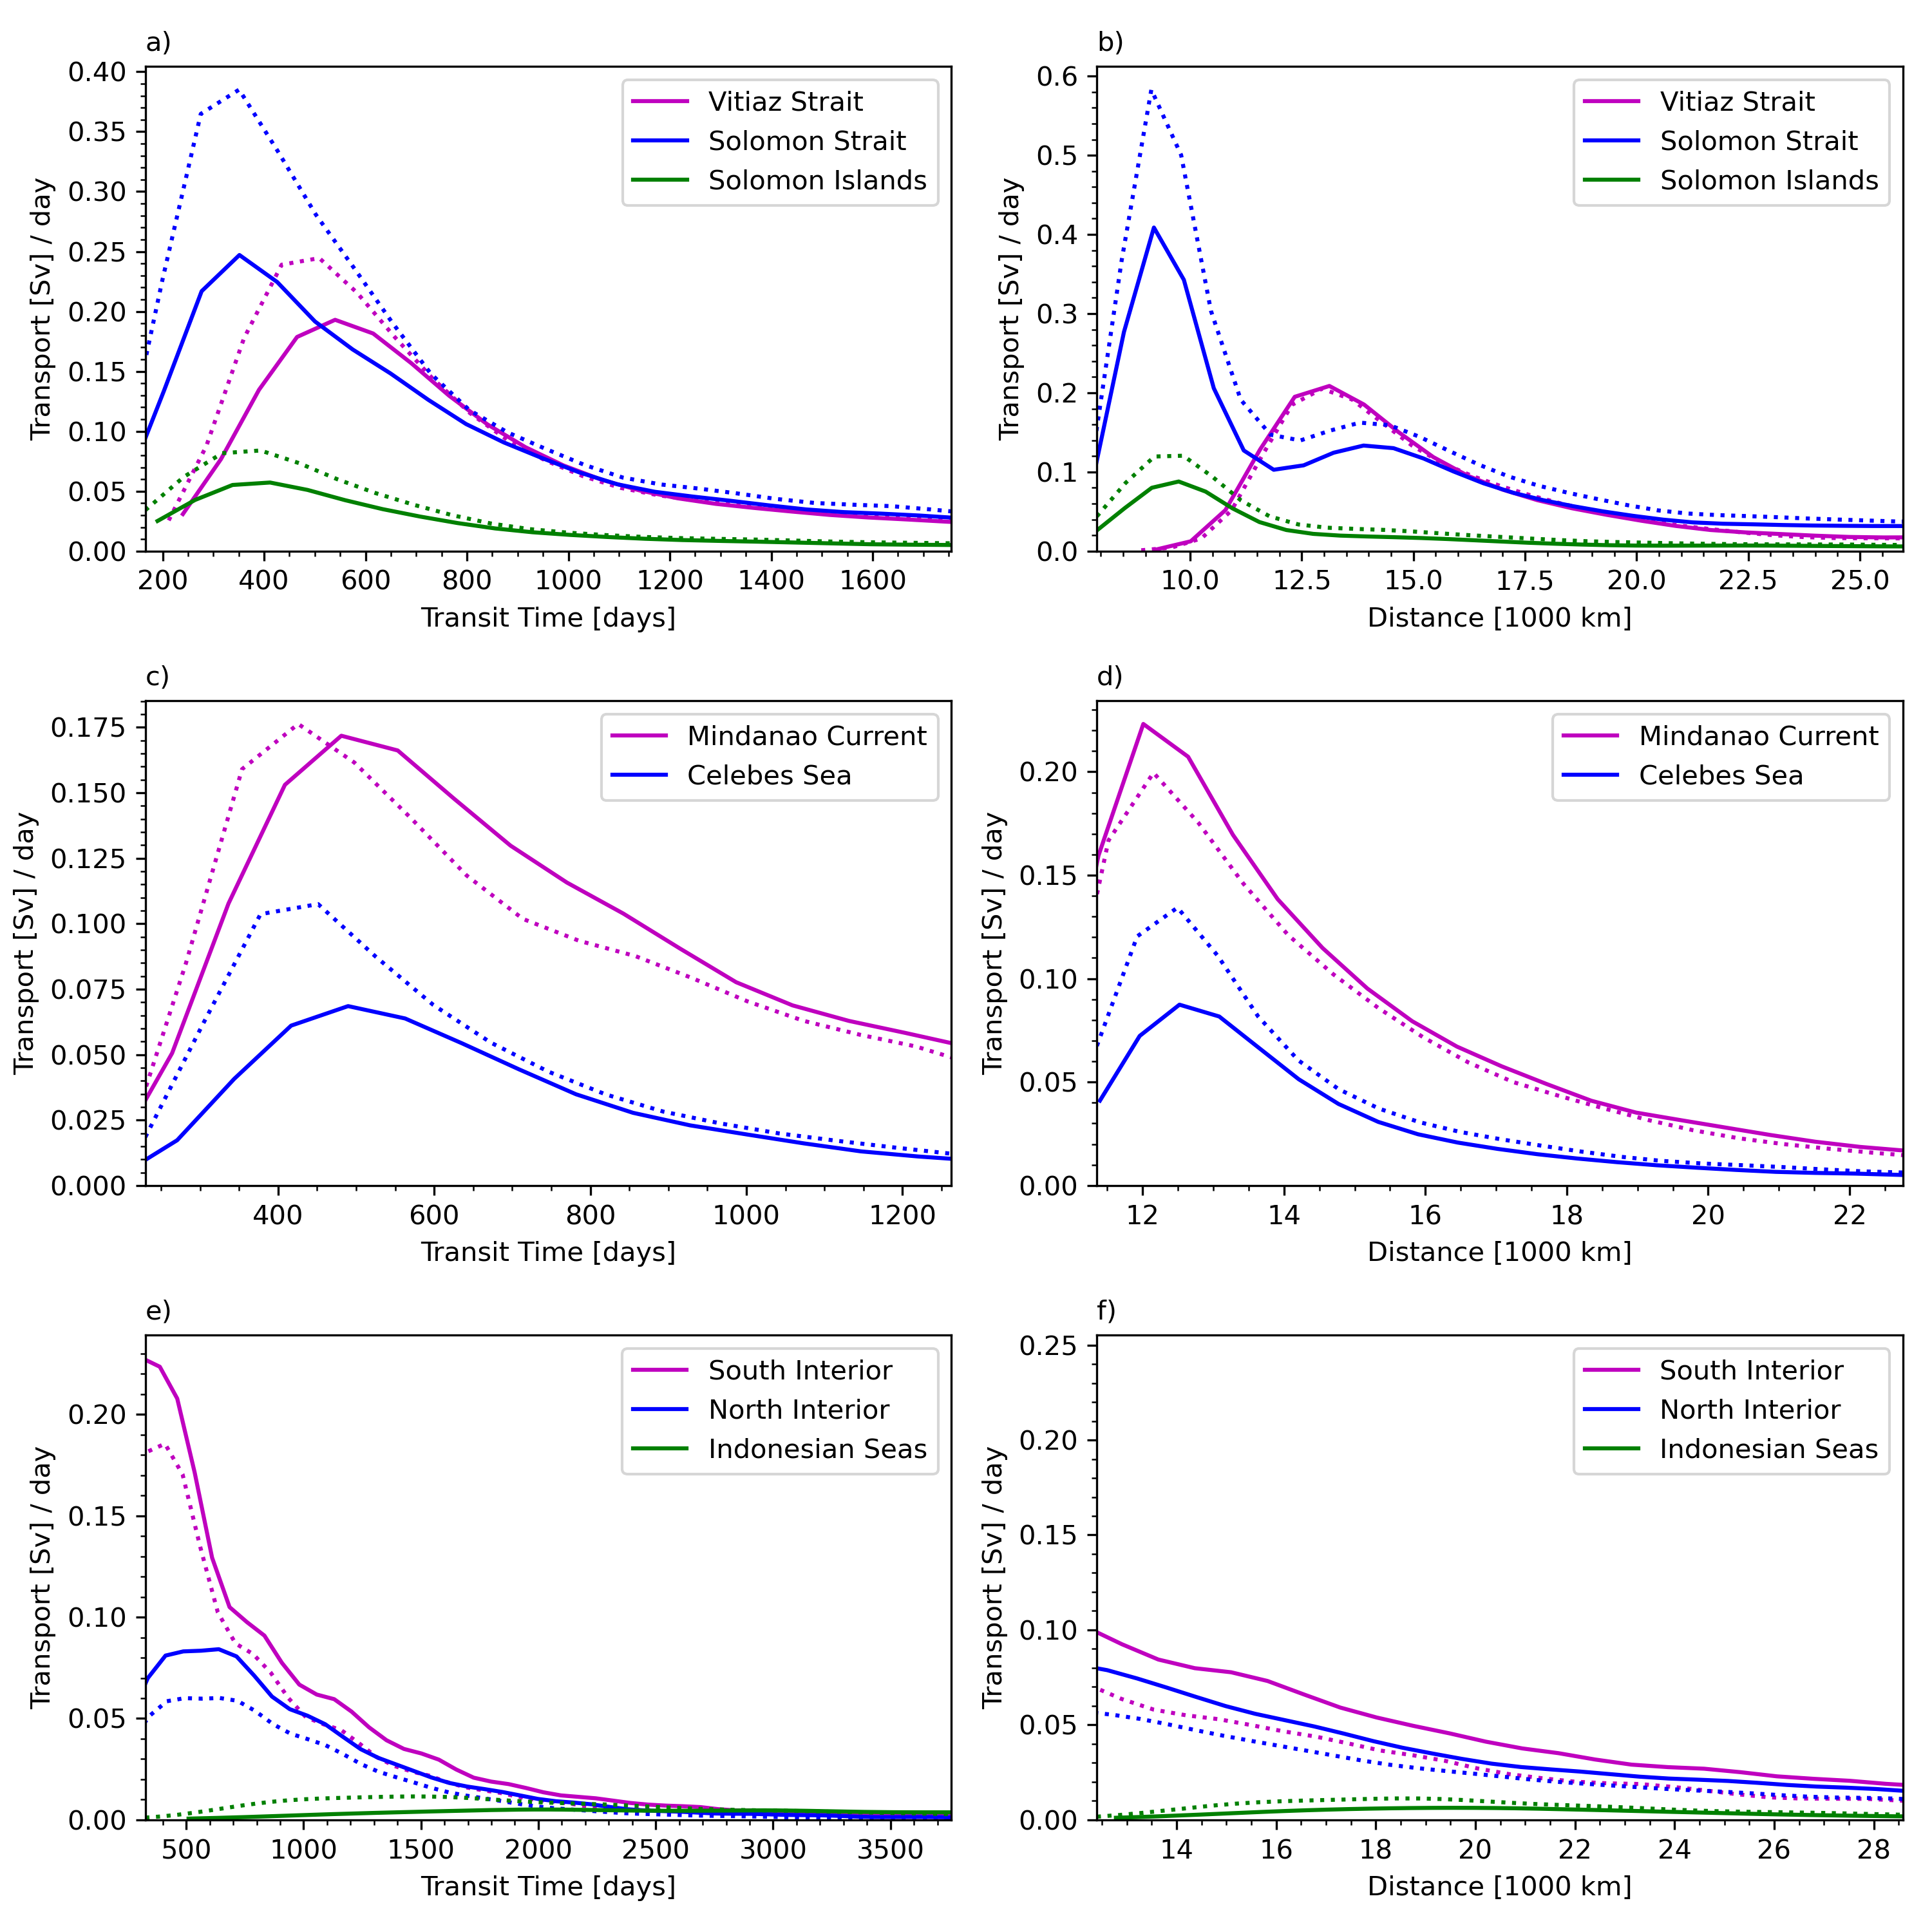 a)
0.40
0.35
0.30
0.25
0.20
0.15
0.10
0.05
0.00
Transport [Sv] / day
Vitiaz Strait
Solomon Strait
Solomon Islands
200 400 600 800 1000 1200 1400 1600
Transit Time [days]
b)
0.6
0.5
0.4
0.3
0.2
0.1
0.0
Transport [Sv] / day
Vitiaz Strait
Solomon Strait
Solomon Islands
10.0 12.5 15.0 17.5 20.0 22.5 25.0
Distance [1000 km]
c)
0.175
0.150
0.125
0.100
0.075
0.050
0.025
0.000
Transport [Sv] / day
Mindanao Current
Celebes Sea
400 600 800 1000 1200
Transit Time [days]
d)
0.20
0.15
0.10
0.05
0.00
Transport [Sv] / day
Mindanao Current
Celebes Sea
12 14 16 18 20 22
Distance [1000 km]
e)
0.20
0.15
0.10
0.05
0.00
Transport [Sv] / day
South Interior
North Interior
Indonesian Seas
500 1000 1500 2000 2500 3000 3500
Transit Time [days]
f)
0.25
0.20
0.15
0.10
0.05
0.00
Transport [Sv] / day
South Interior
North Interior
Indonesian Seas
14 16 18 20 22 24 26 28
Distance [1000 km]